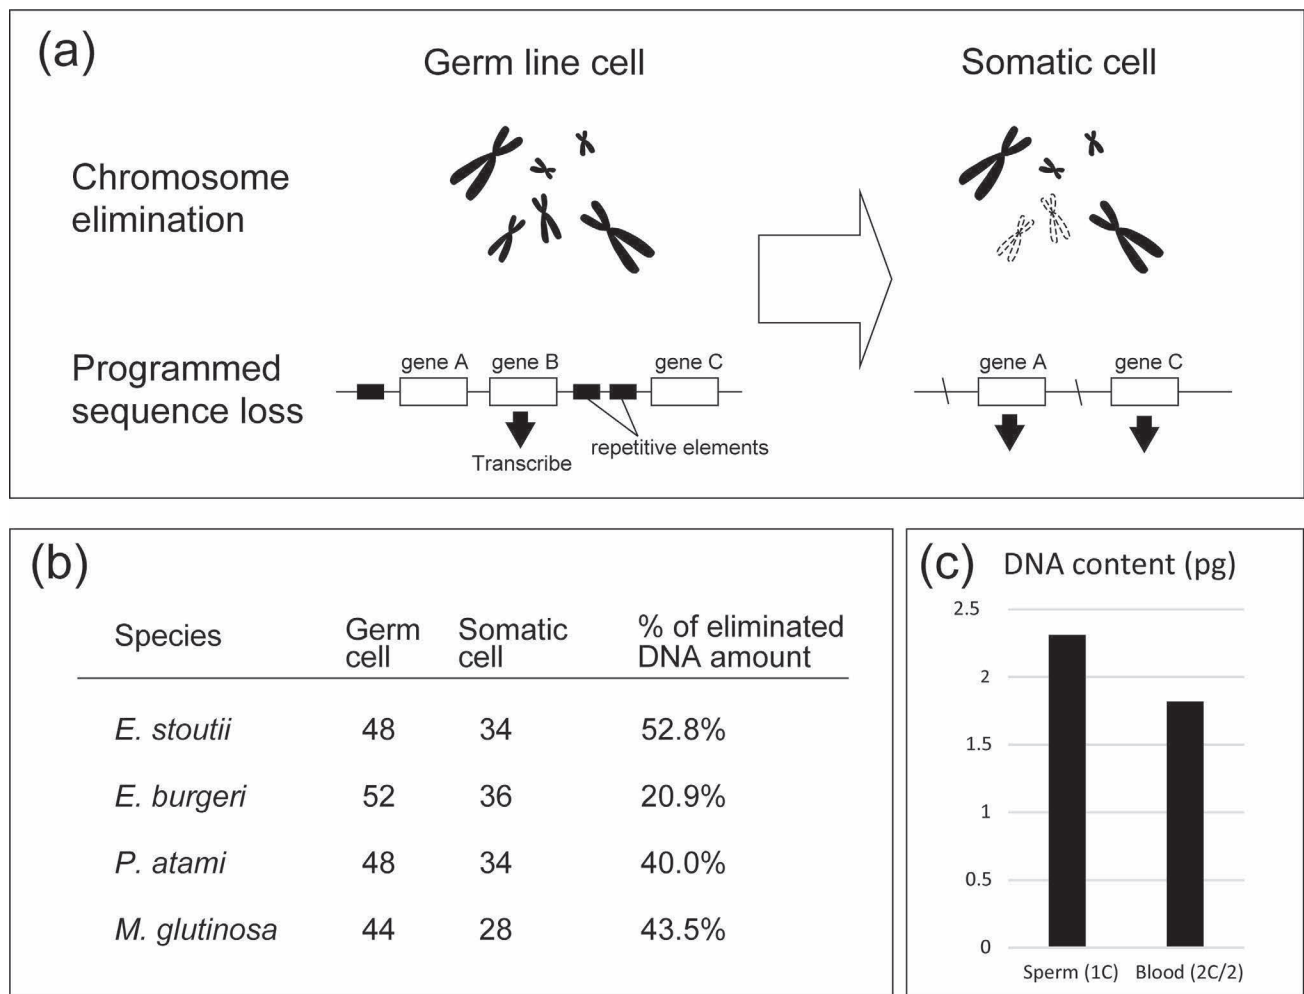 (a)
Germ line cell
Somatic cell
Chromosome
elimination
Programmed
sequence loss
gene A
gene B
gene C
Transcribe
repetitive elements
gene A
gene C
(b)
Species
Germ
cell
Somatic
cell
% of eliminated
DNA amount
E. stoutii 48 34 52.8%
E. burgeri 52 36 20.9%
P. atami 48 34 40.0%
M. glutinosa 44 28 43.5%
(c)
DNA content (pg)
2.5
2
1.5
1
0.5
0
Sperm (1C)
Blood (2C/2)